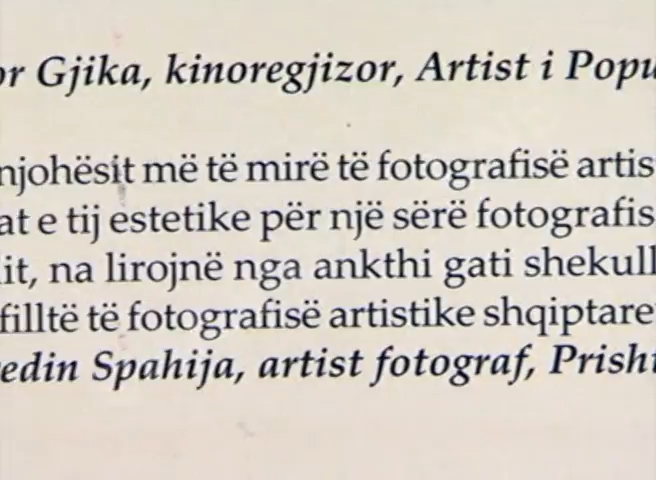 or Gjika, kinoregjizor, Artist i Popu
njohësit më të mirë të fotografisë artis
at e tij estetike për një sërë fotografis
it, na lirojnë nga ankthi gati shekull
filltë të fotografisë artistike shqiptare
edin Spahija, artist fotograf, Prisht